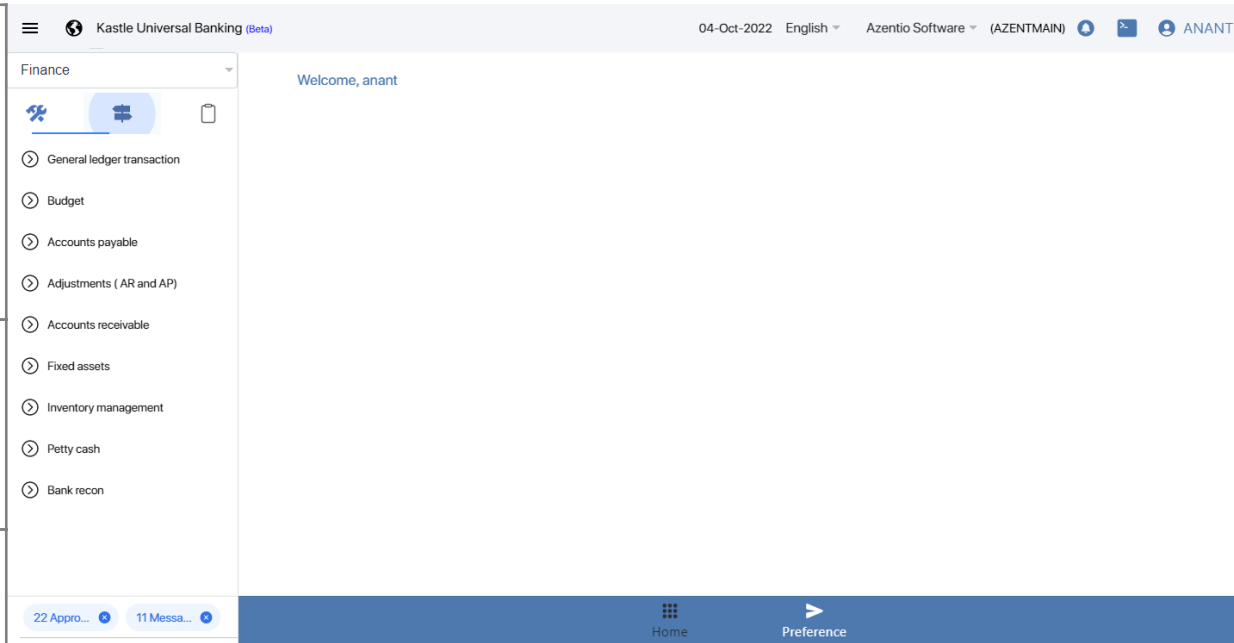 Kastle Universal Banking (Beta)
04-Oct-2022 English Azentio Software (AZENTMAIN) ANANT
Finance
Welcome, anant
General ledger transaction
Budget
Accounts payable
Adjustments ( AR and AP)
Accounts receivable
Fixed assets
Inventory management
Petty cash
Bank recon
22 Appro... 11 Messa...
Home
Preference